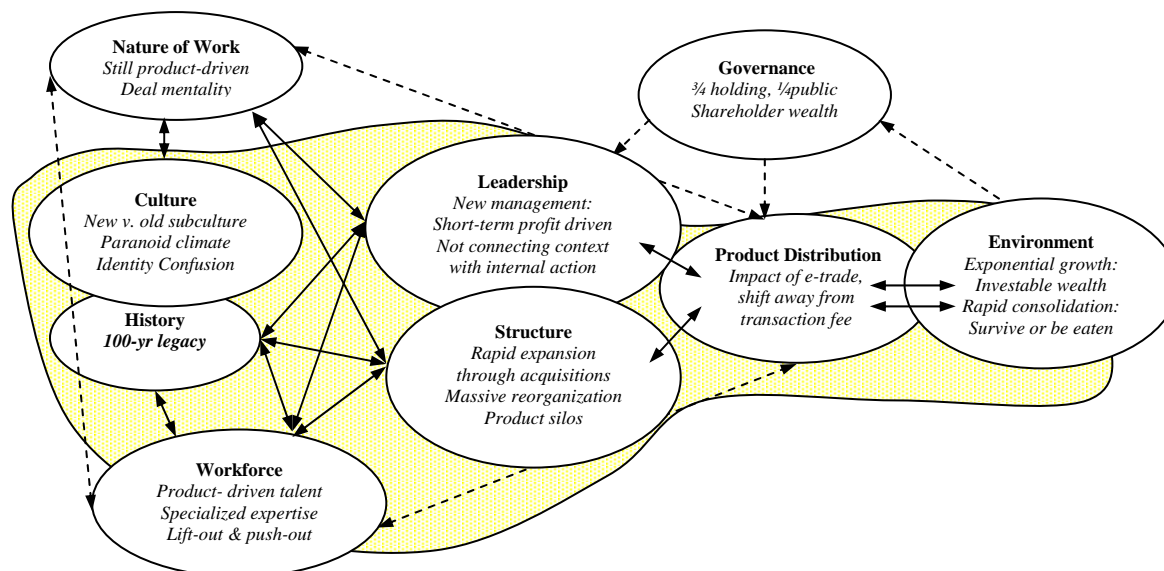 Nature of Work
Still product-driven
Deal mentality
Governance
¾ holding, ¼public
Shareholder wealth
Culture
New v. old subculture
Paranoid climate
Identity Confusion
Leadership
New management:
Short-term profit driven
Not connecting context
with internal action
Product Distribution
Impact of e-trade,
shift away from
transaction fee
Environment
Exponential growth:
Investable wealth
Rapid consolidation:
Survive or be eaten
History
100-yr legacy
Structure
Rapid expansion
through acquisitions
Massive reorganization
Product silos
Workforce
Product- driven talent
Specialized expertise
Lift-out & push-out